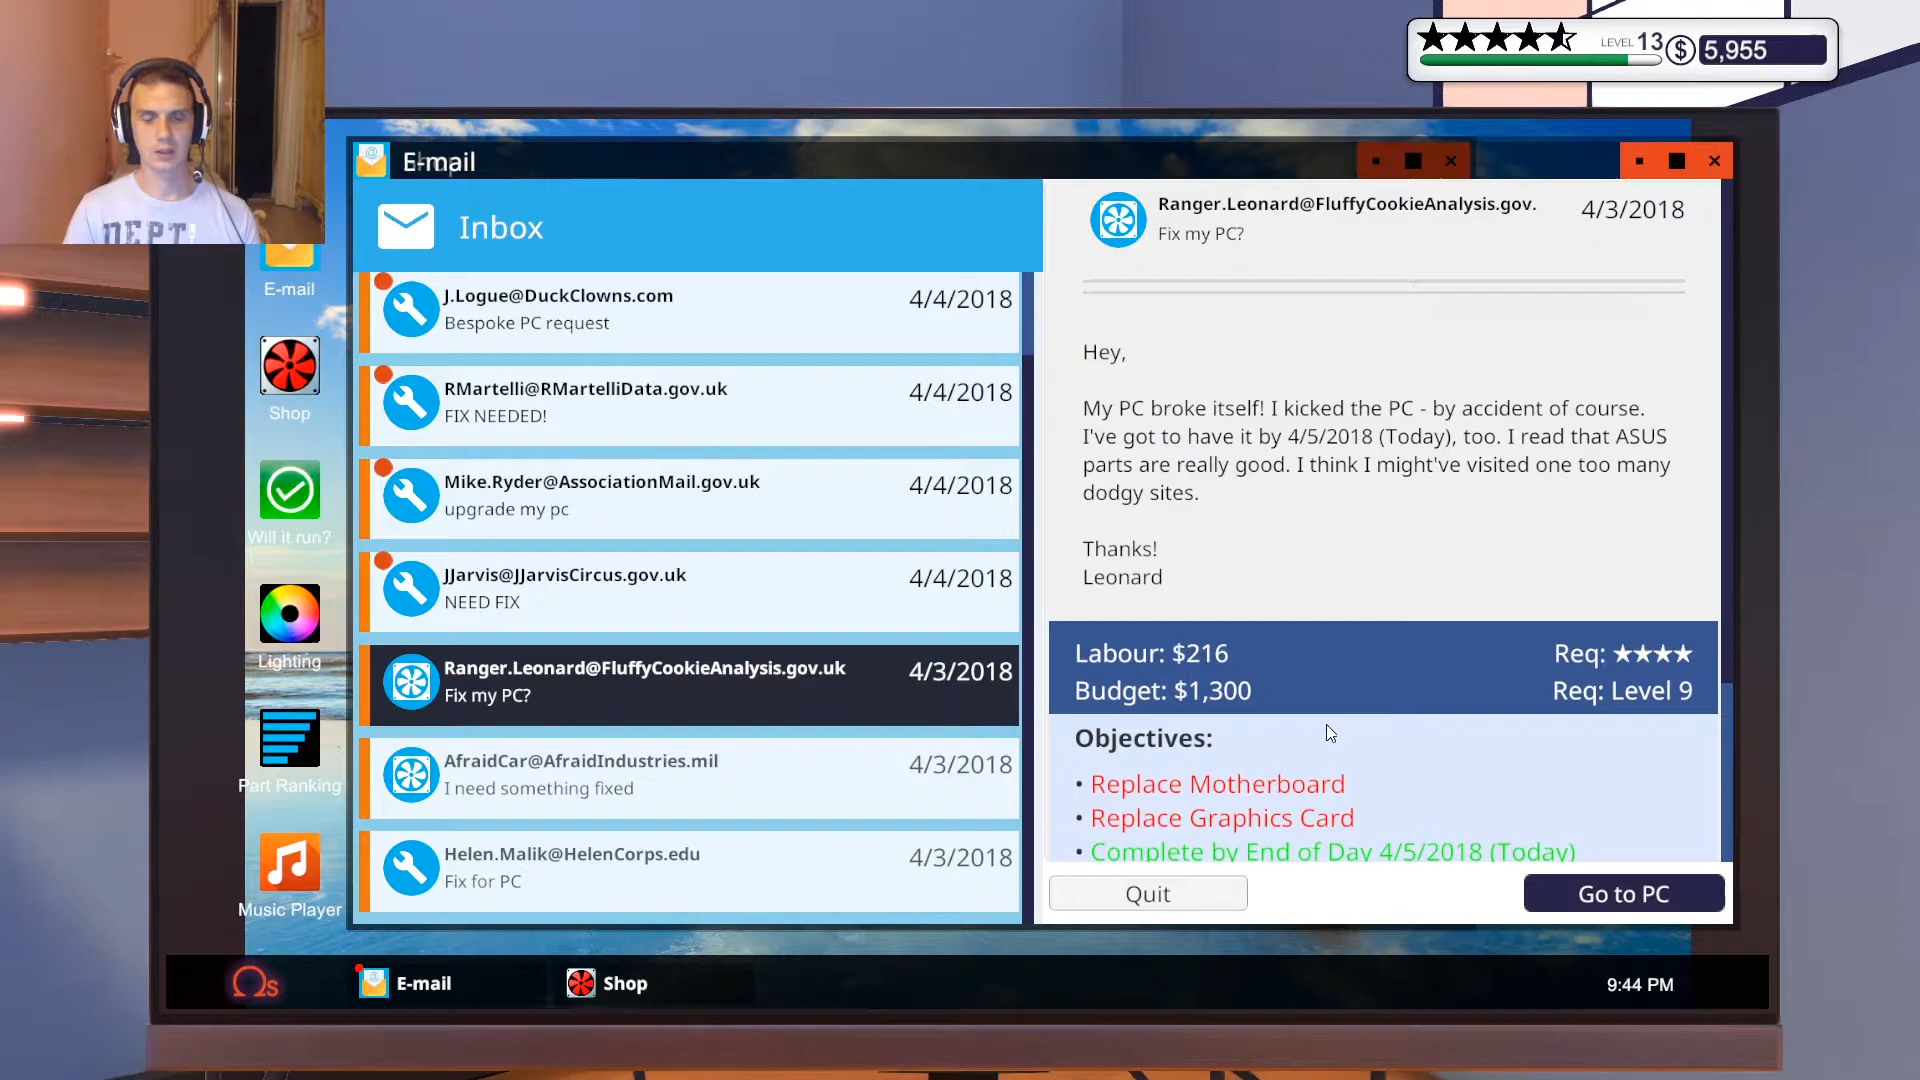 LEVEL 13
$ 5,955
DEPT
E-mail
Inbox
J.Logue@DuckClowns.com
4/4/2018
Bespoke PC request
RMartelli@RMartelliData.gov.uk
4/4/2018
FIX NEEDED!
Mike.Ryder@AssociationMail.gov.uk
4/4/2018
upgrade my pc
JJarvis@JJarvisCircus.gov.uk
4/4/2018
NEED FIX
Ranger.Leonard@FluffyCookieAnalysis.gov.uk
4/3/2018
Fix my PC?
AfraidCar@AfraidIndustries.mil
4/3/2018
I need something fixed
Helen.Malik@HelenCorps.edu
4/3/2018
Fix for PC
Ranger.Leonard@FluffyCookieAnalysis.gov.
4/3/2018
Fix my PC?
Hey,
My PC broke itself! I kicked the PC - by accident of course.
I've got to have it by 4/5/2018 (Today), too. I read that ASUS
parts are really good. I think I might've visited one too many
dodgy sites.
Thanks!
Leonard
Labour: $216
Req: ★★★★
Budget: $1,300
Req: Level 9
Objectives:
• Replace Motherboard
• Replace Graphics Card
• Complete by End of Day 4/5/2018 (Today)
Quit
Go to PC
E-mail
Shop
Will it run?
Lighting
Part Ranking
Music Player
Ωs
E-mail
Shop
9:44 PM